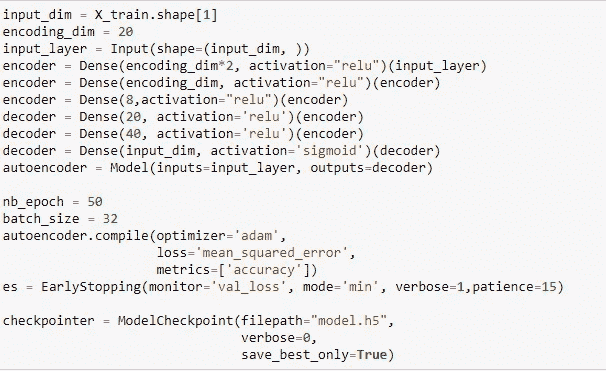 input_dim = X_train.shape[1]
encoding_dim = 20
input_layer = Input(shape=(input_dim, ))
encoder = Dense(encoding_dim*2, activation="relu")(input_layer)
encoder = Dense(encoding_dim, activation="relu")(encoder)
encoder = Dense(8,activation="relu")(encoder)
decoder = Dense(20, activation='relu')(encoder)
decoder = Dense(40, activation='relu')(encoder)
decoder = Dense(input_dim, activation='sigmoid')(decoder)
autoencoder = Model(inputs=input_layer, outputs=decoder)
nb_epoch = 50
batch_size = 32
autoencoder.compile(optimizer='adam',
loss='mean_squared_error',
metrics=['accuracy'])
es = EarlyStopping(monitor='val_loss', mode='min', verbose=1,patience=15)
checkpointer = ModelCheckpoint(filepath="model.h5",
verbose=0,
save_best_only=True)